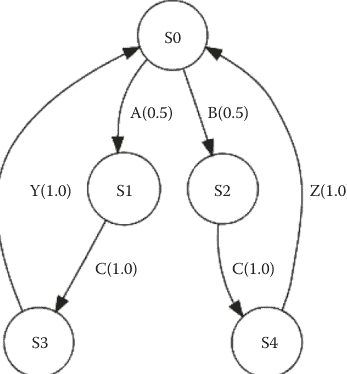 S0
A(0.5)
B(0.5)
Y(1.0)
S1
S2
Z(1.0
C(1.0)
C(1.0)
S3
S4